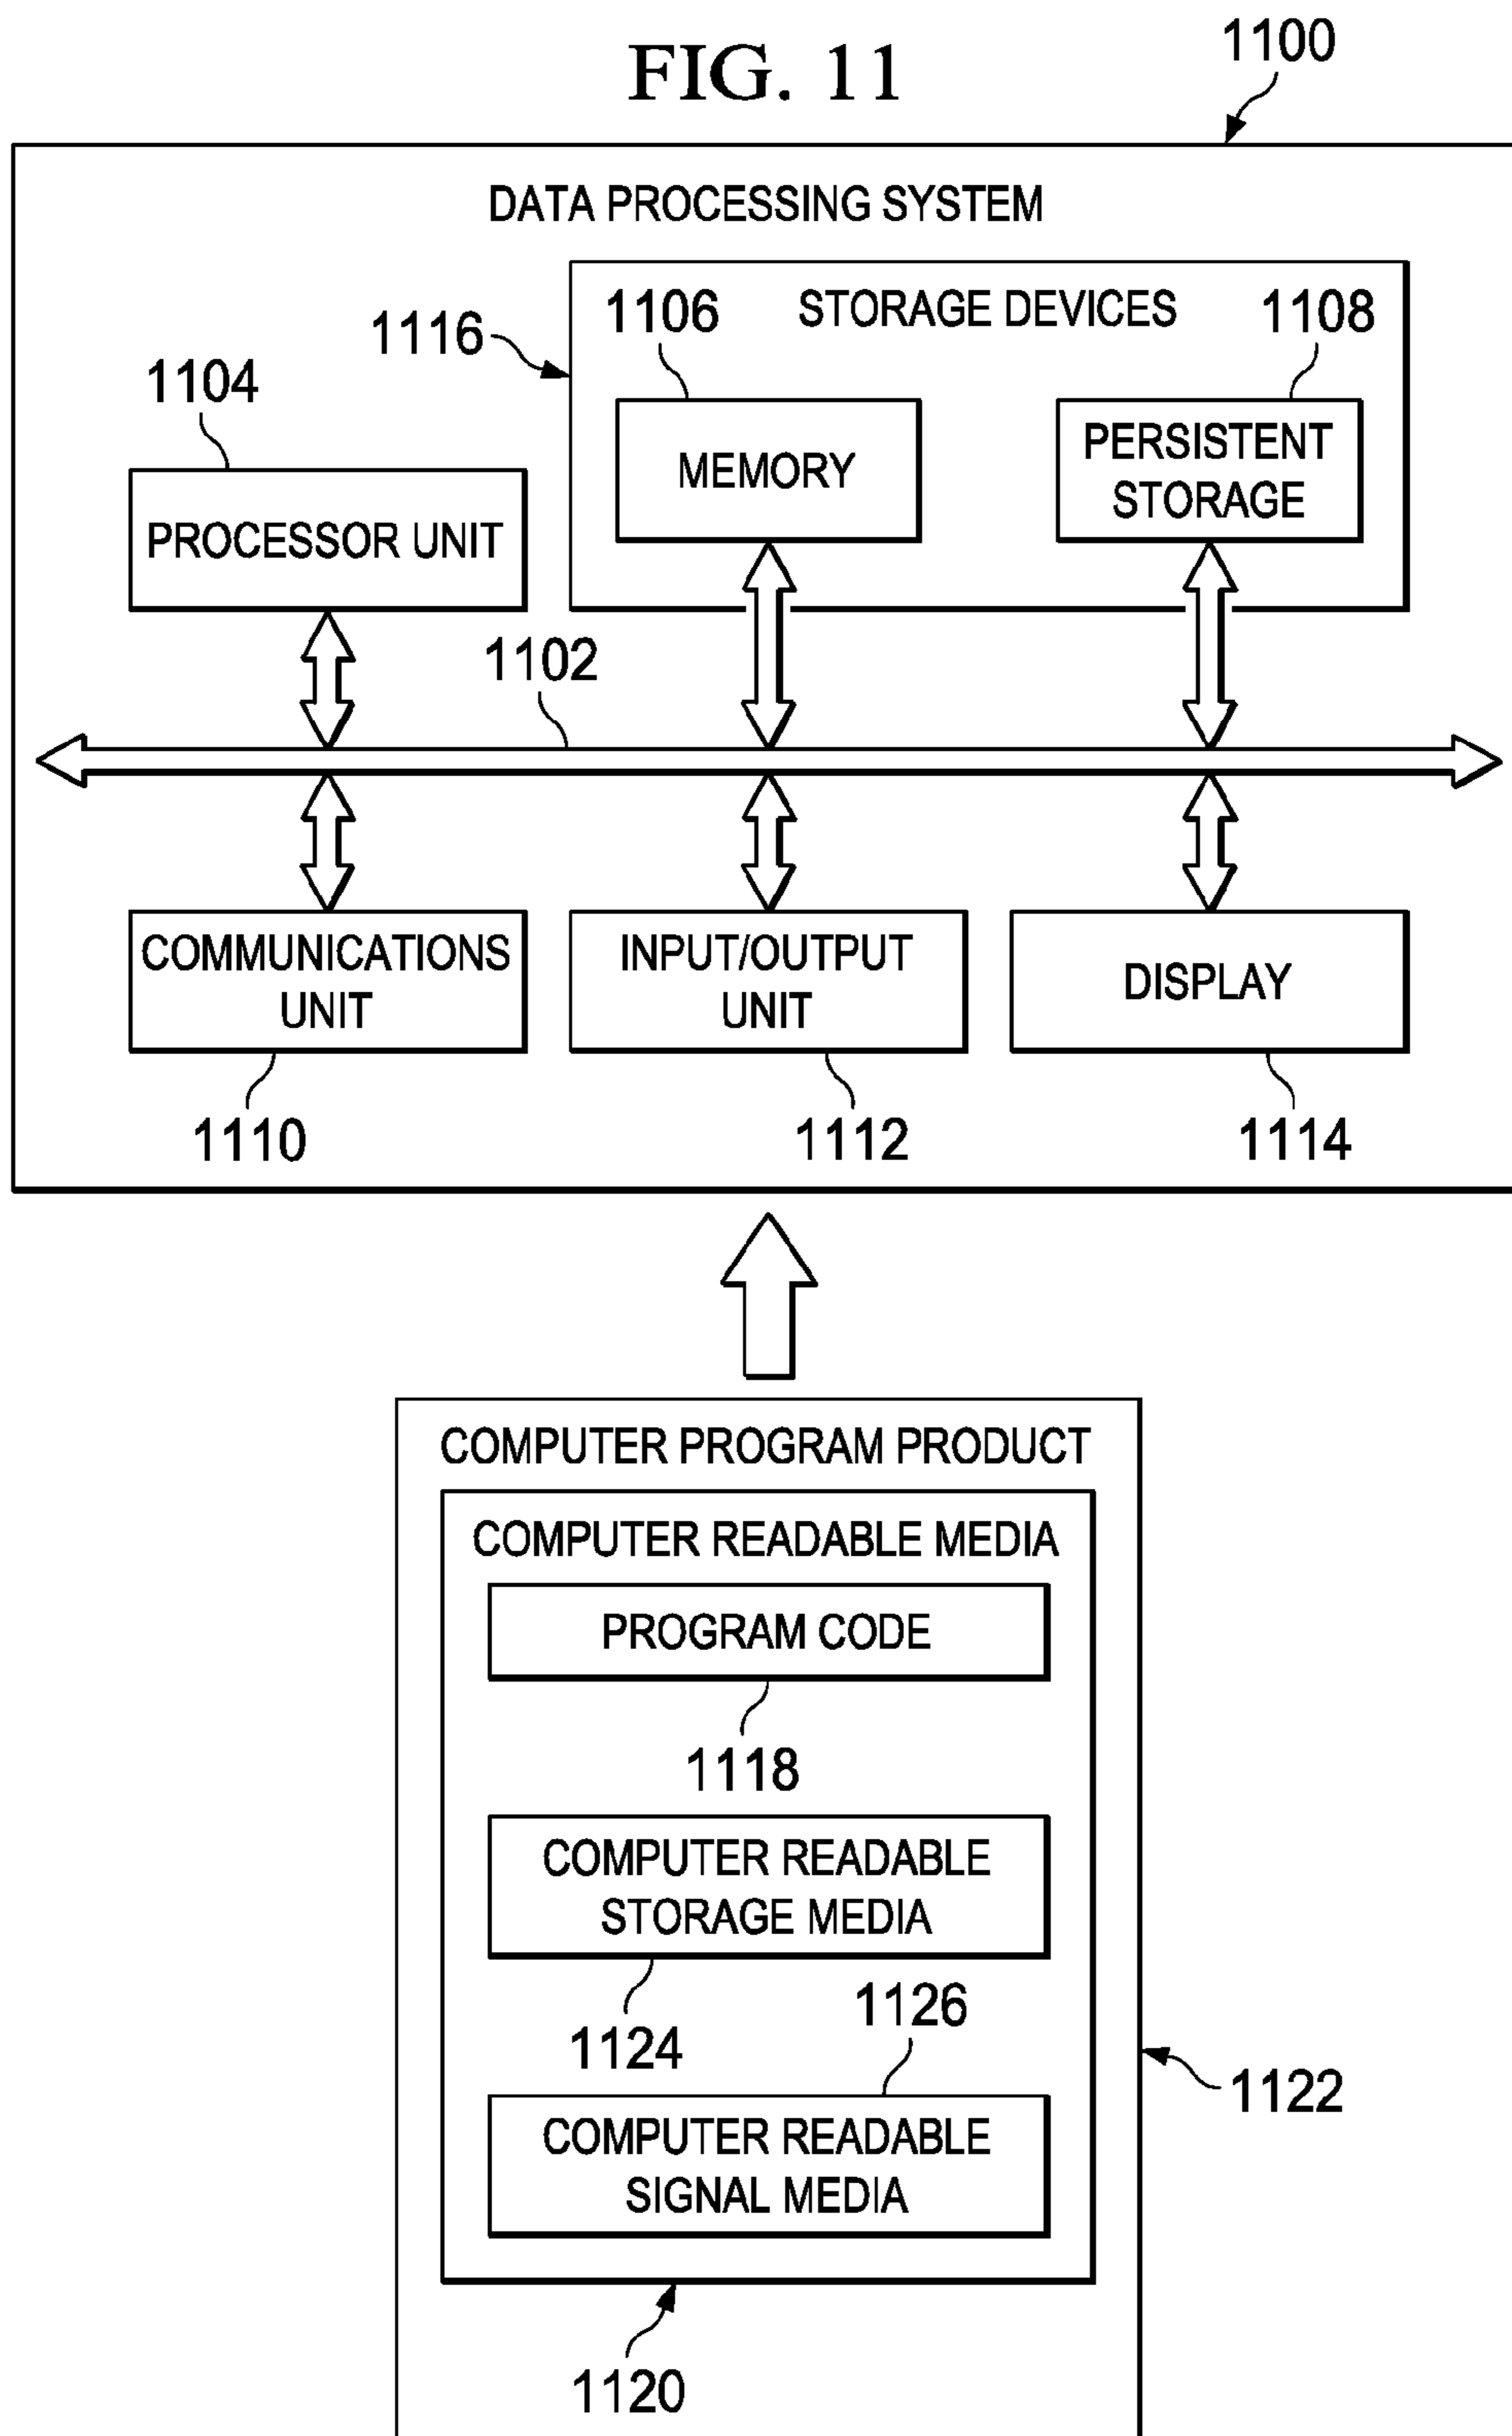 FIG. 11
1100
DATA PROCESSING SYSTEM
1116
1106
STORAGE DEVICES
1108
1104
MEMORY
PERSISTENT
STORAGE
PROCESSOR UNIT
1102
COMMUNICATIONS
UNIT
INPUT/OUTPUT
UNIT
DISPLAY
1110
1112
1114
COMPUTER PROGRAM PRODUCT
COMPUTER READABLE MEDIA
PROGRAM CODE
1118
COMPUTER READABLE
STORAGE MEDIA
1124
1126
COMPUTER READABLE
SIGNAL MEDIA
1122
1120